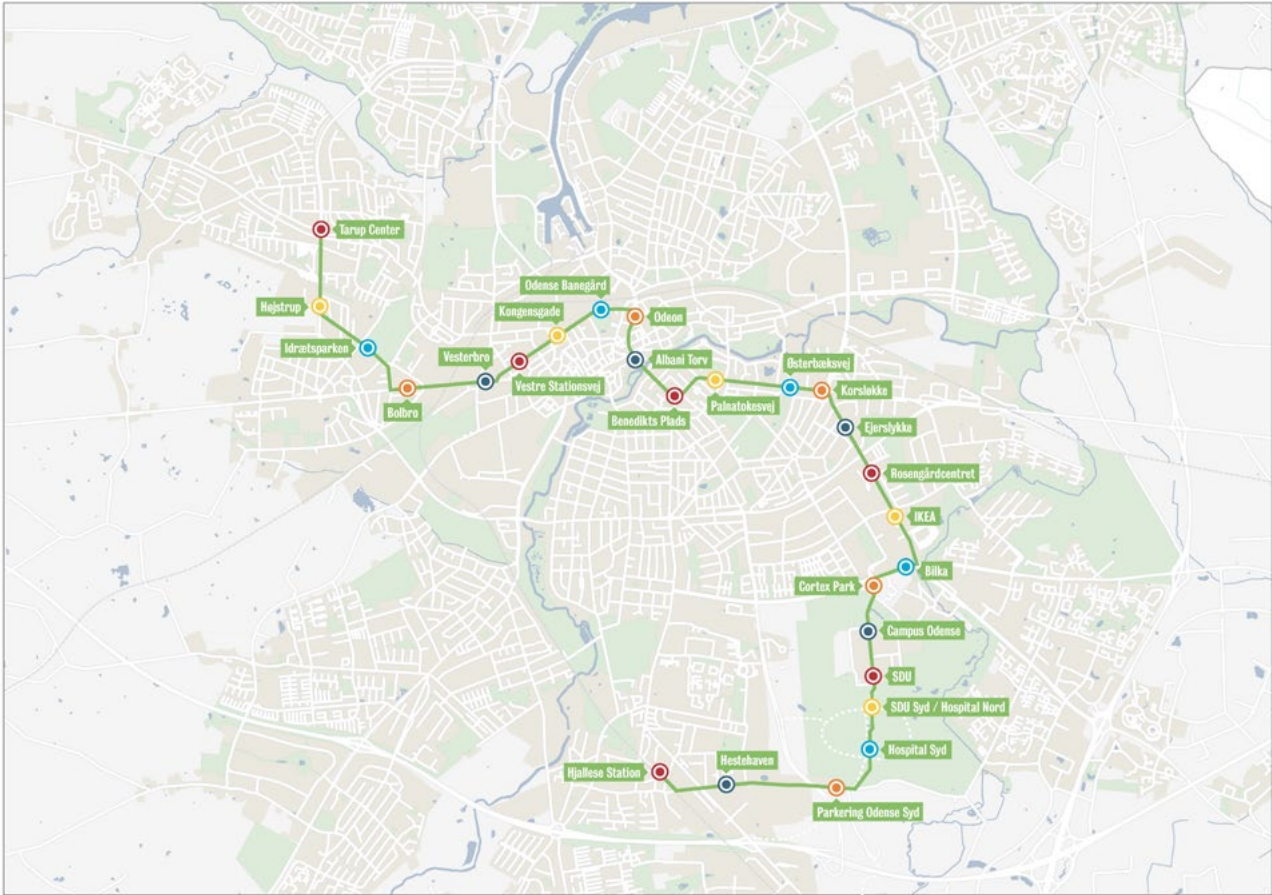 Tarup Center
Højstrup
Idrætsparken
Bolbro
Vesterbro
Vestre Stationsvej
Kongensgade
Odense Banegård
Odeon
Albani Torv
Benedikts Plads
Palnatokesvej
Østerbæksvej
Korsløkke
Ejerslykke
Rosengårdcentret
IKEA
Bilka
Cortex Park
Campus Odense
SDU
SDU Syd / Hospital Nord
Hospital Syd
Parkering Odense Syd
Hestehaven
Hjallese Station